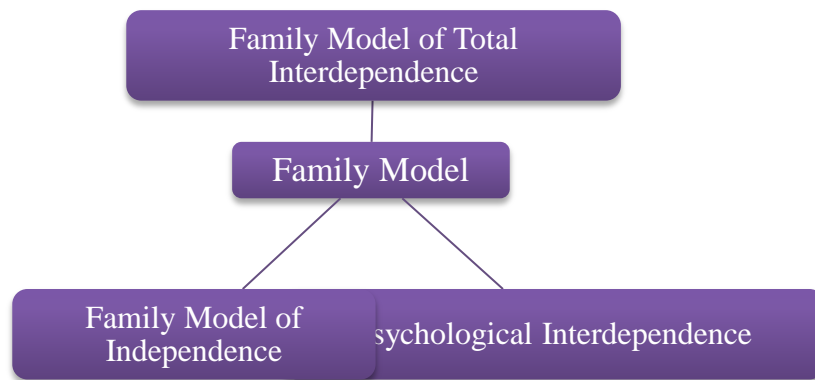 Family Model of Total
Interdependence
Family Model
Family Model of
Independence
sychological Interdependence